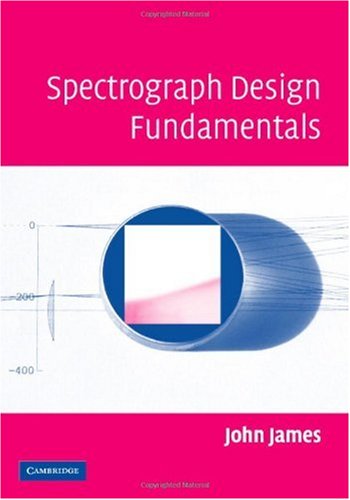 Spectrograph Design
Fundamentals
0
-200
-400
John James
CAMBRIDGE